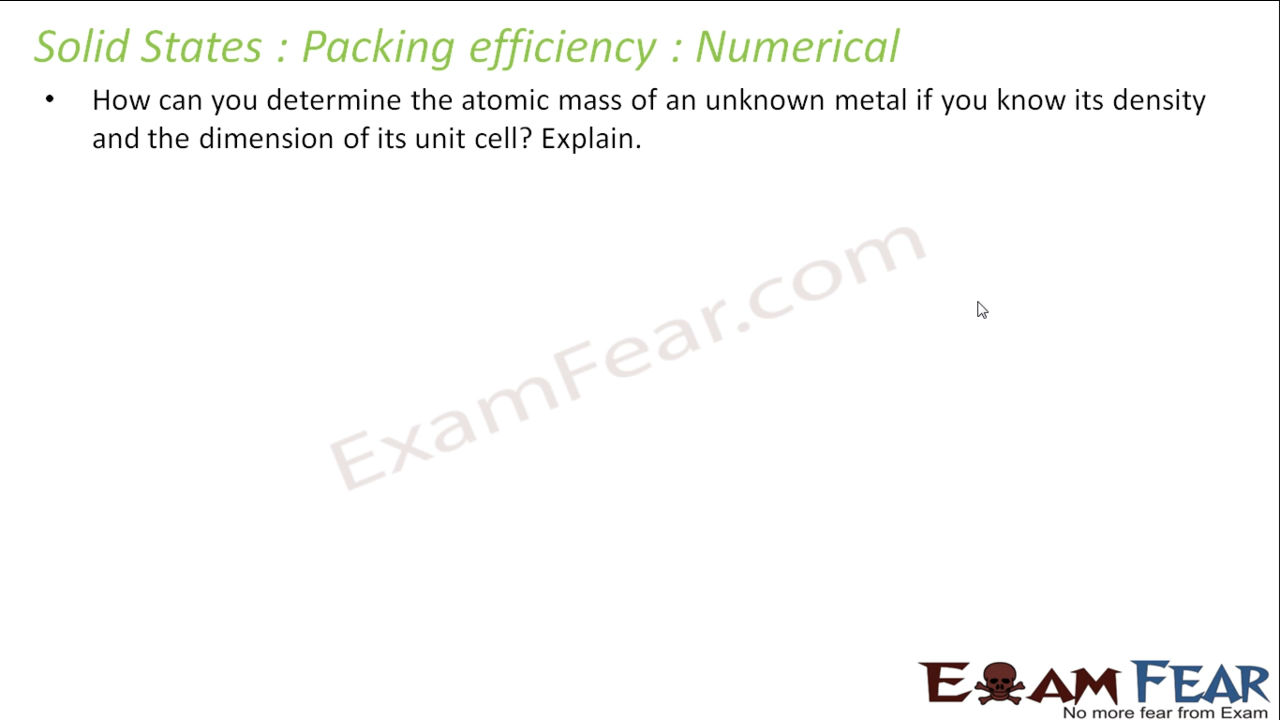 Solid States : Packing efficiency : Numerical
• How can you determine the atomic mass of an unknown metal if you know its density
and the dimension of its unit cell? Explain.
ExamFear.com
EXAM FEAR
No more fear from Exam